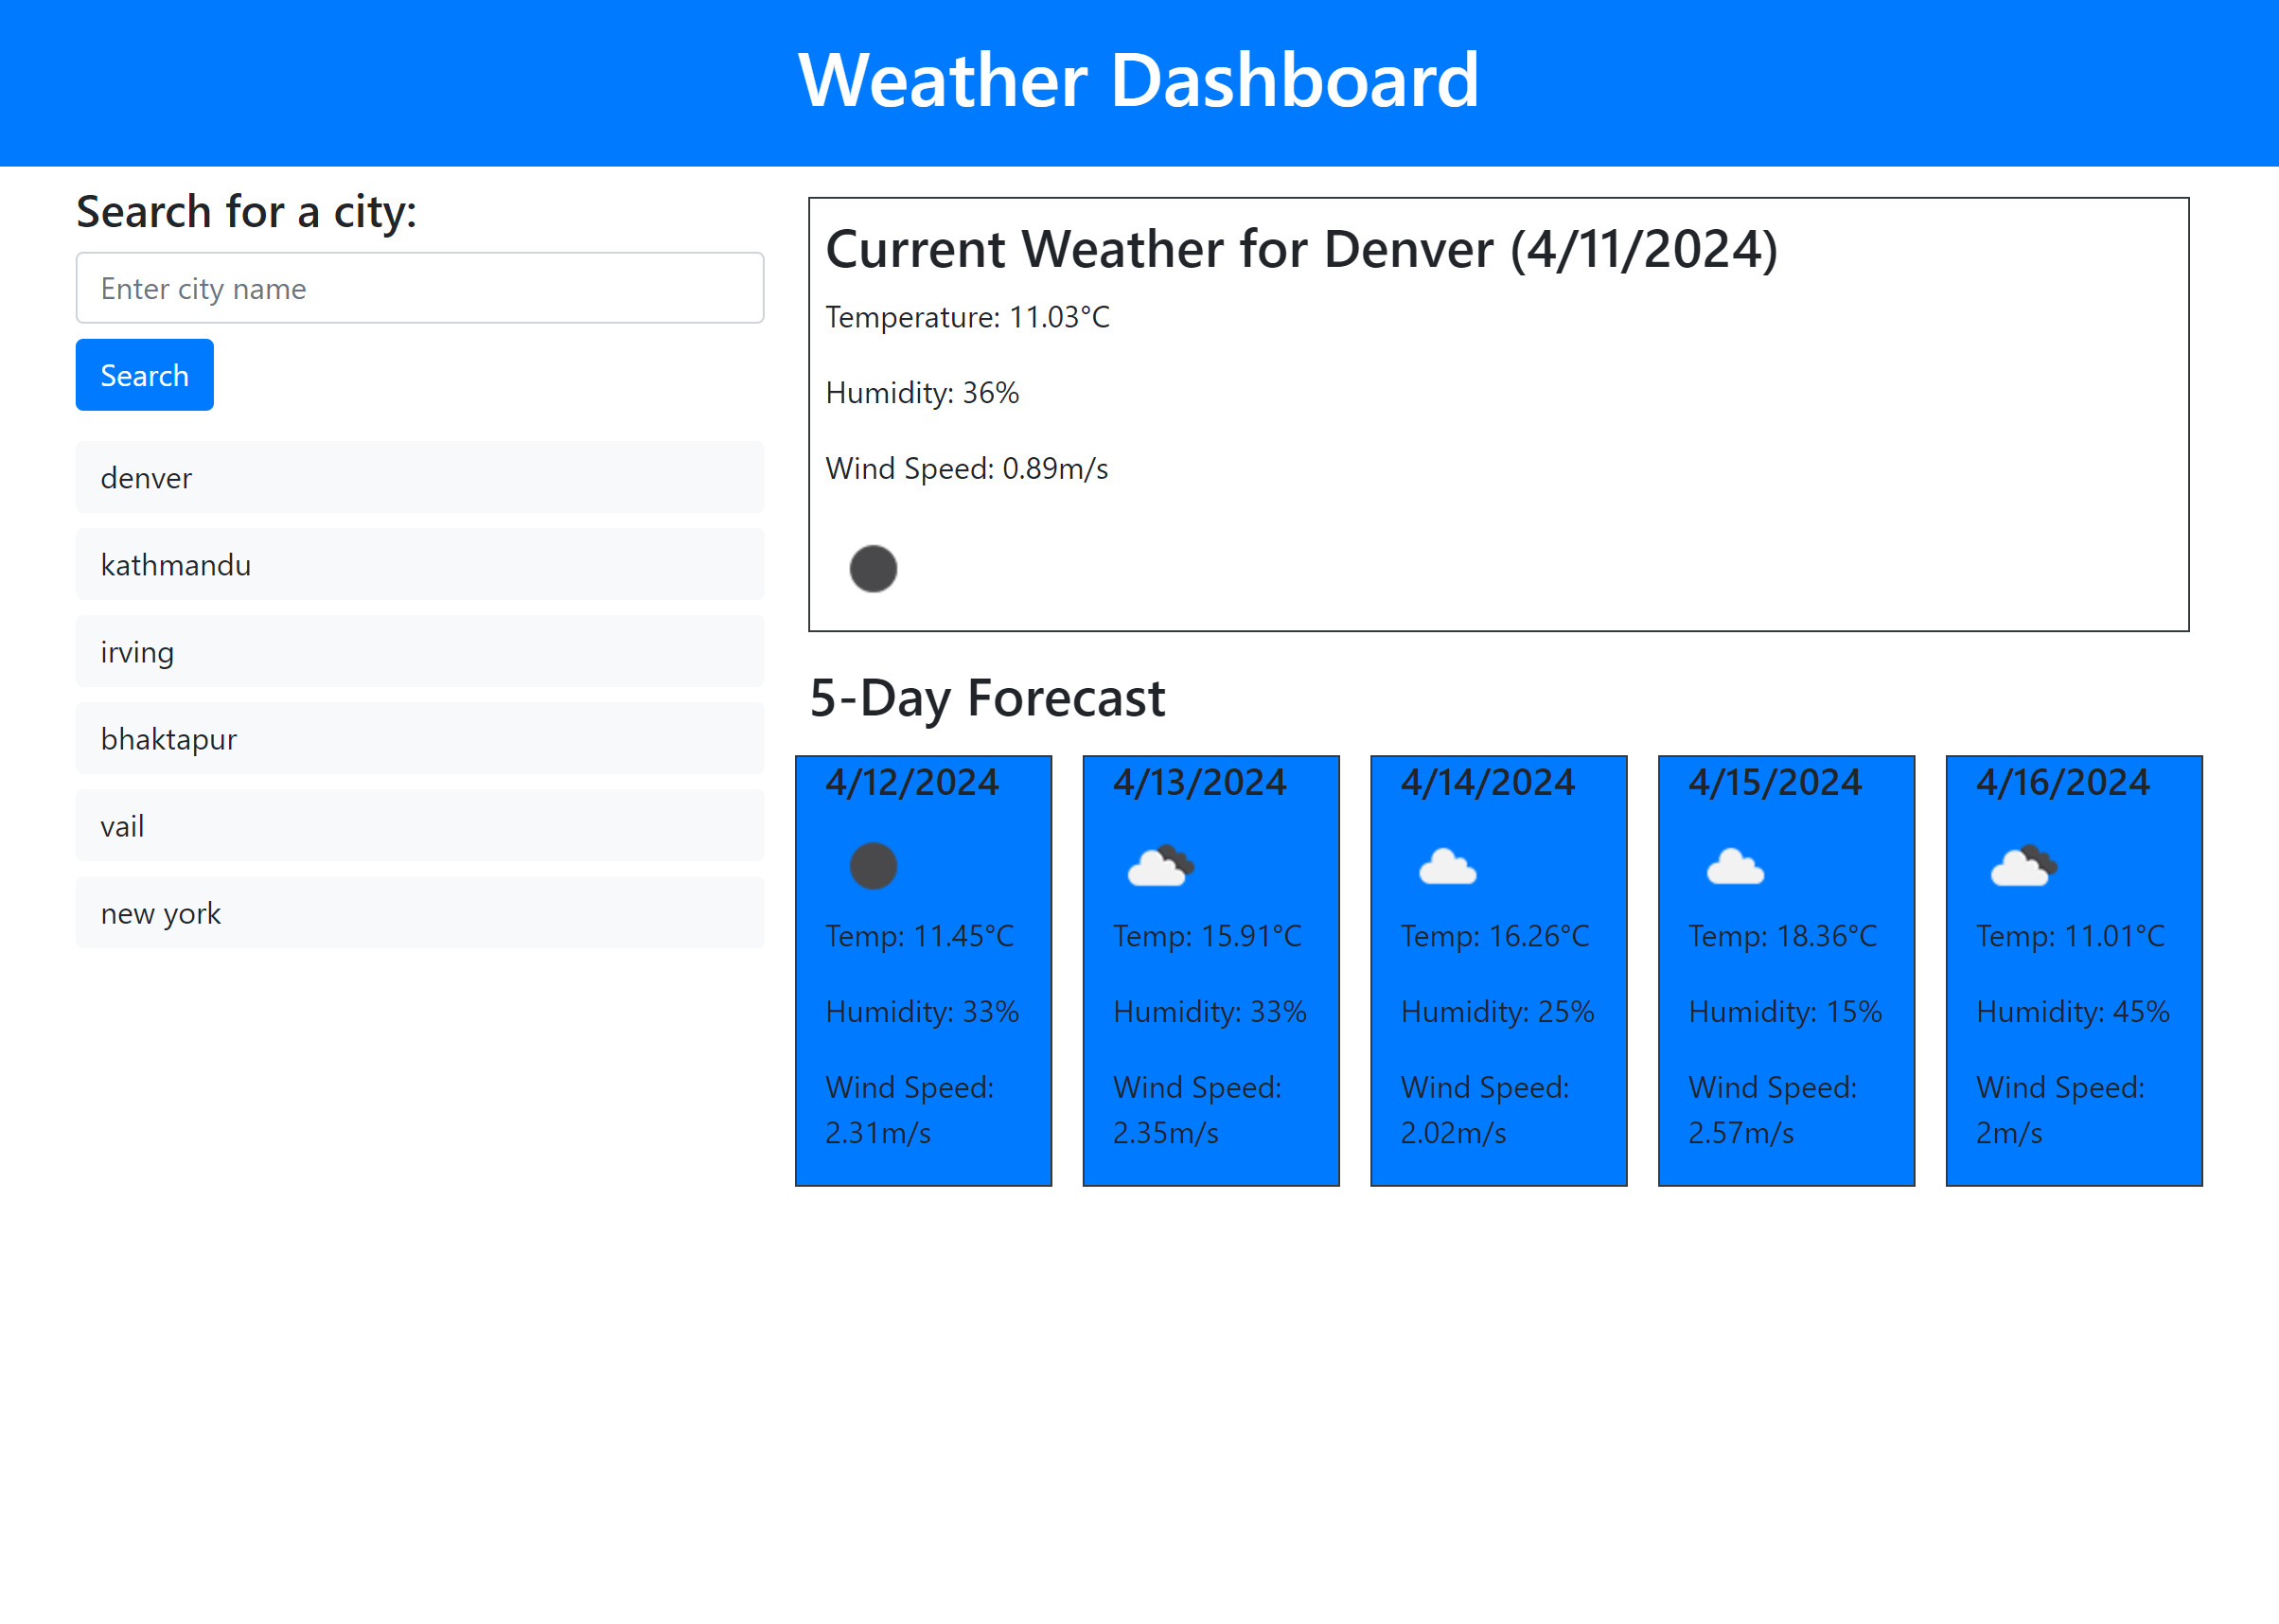 Weather Dashboard
Search for a city:
Enter city name
Search
denver
kathmandu
irving
bhaktapur
vail
new york
Current Weather for Denver (4/11/2024)
Temperature: 11.03°C
Humidity: 36%
Wind Speed: 0.89m/s
5-Day Forecast
4/12/2024
Temp: 11.45°C
Humidity: 33%
Wind Speed:
2.31m/s
4/13/2024
Temp: 15.91°C
Humidity: 33%
Wind Speed:
2.35m/s
4/14/2024
Temp: 16.26°C
Humidity: 25%
Wind Speed:
2.02m/s
4/15/2024
Temp: 18.36°C
Humidity: 15%
Wind Speed:
2.57m/s
4/16/2024
Temp: 11.01°C
Humidity: 45%
Wind Speed:
2m/s